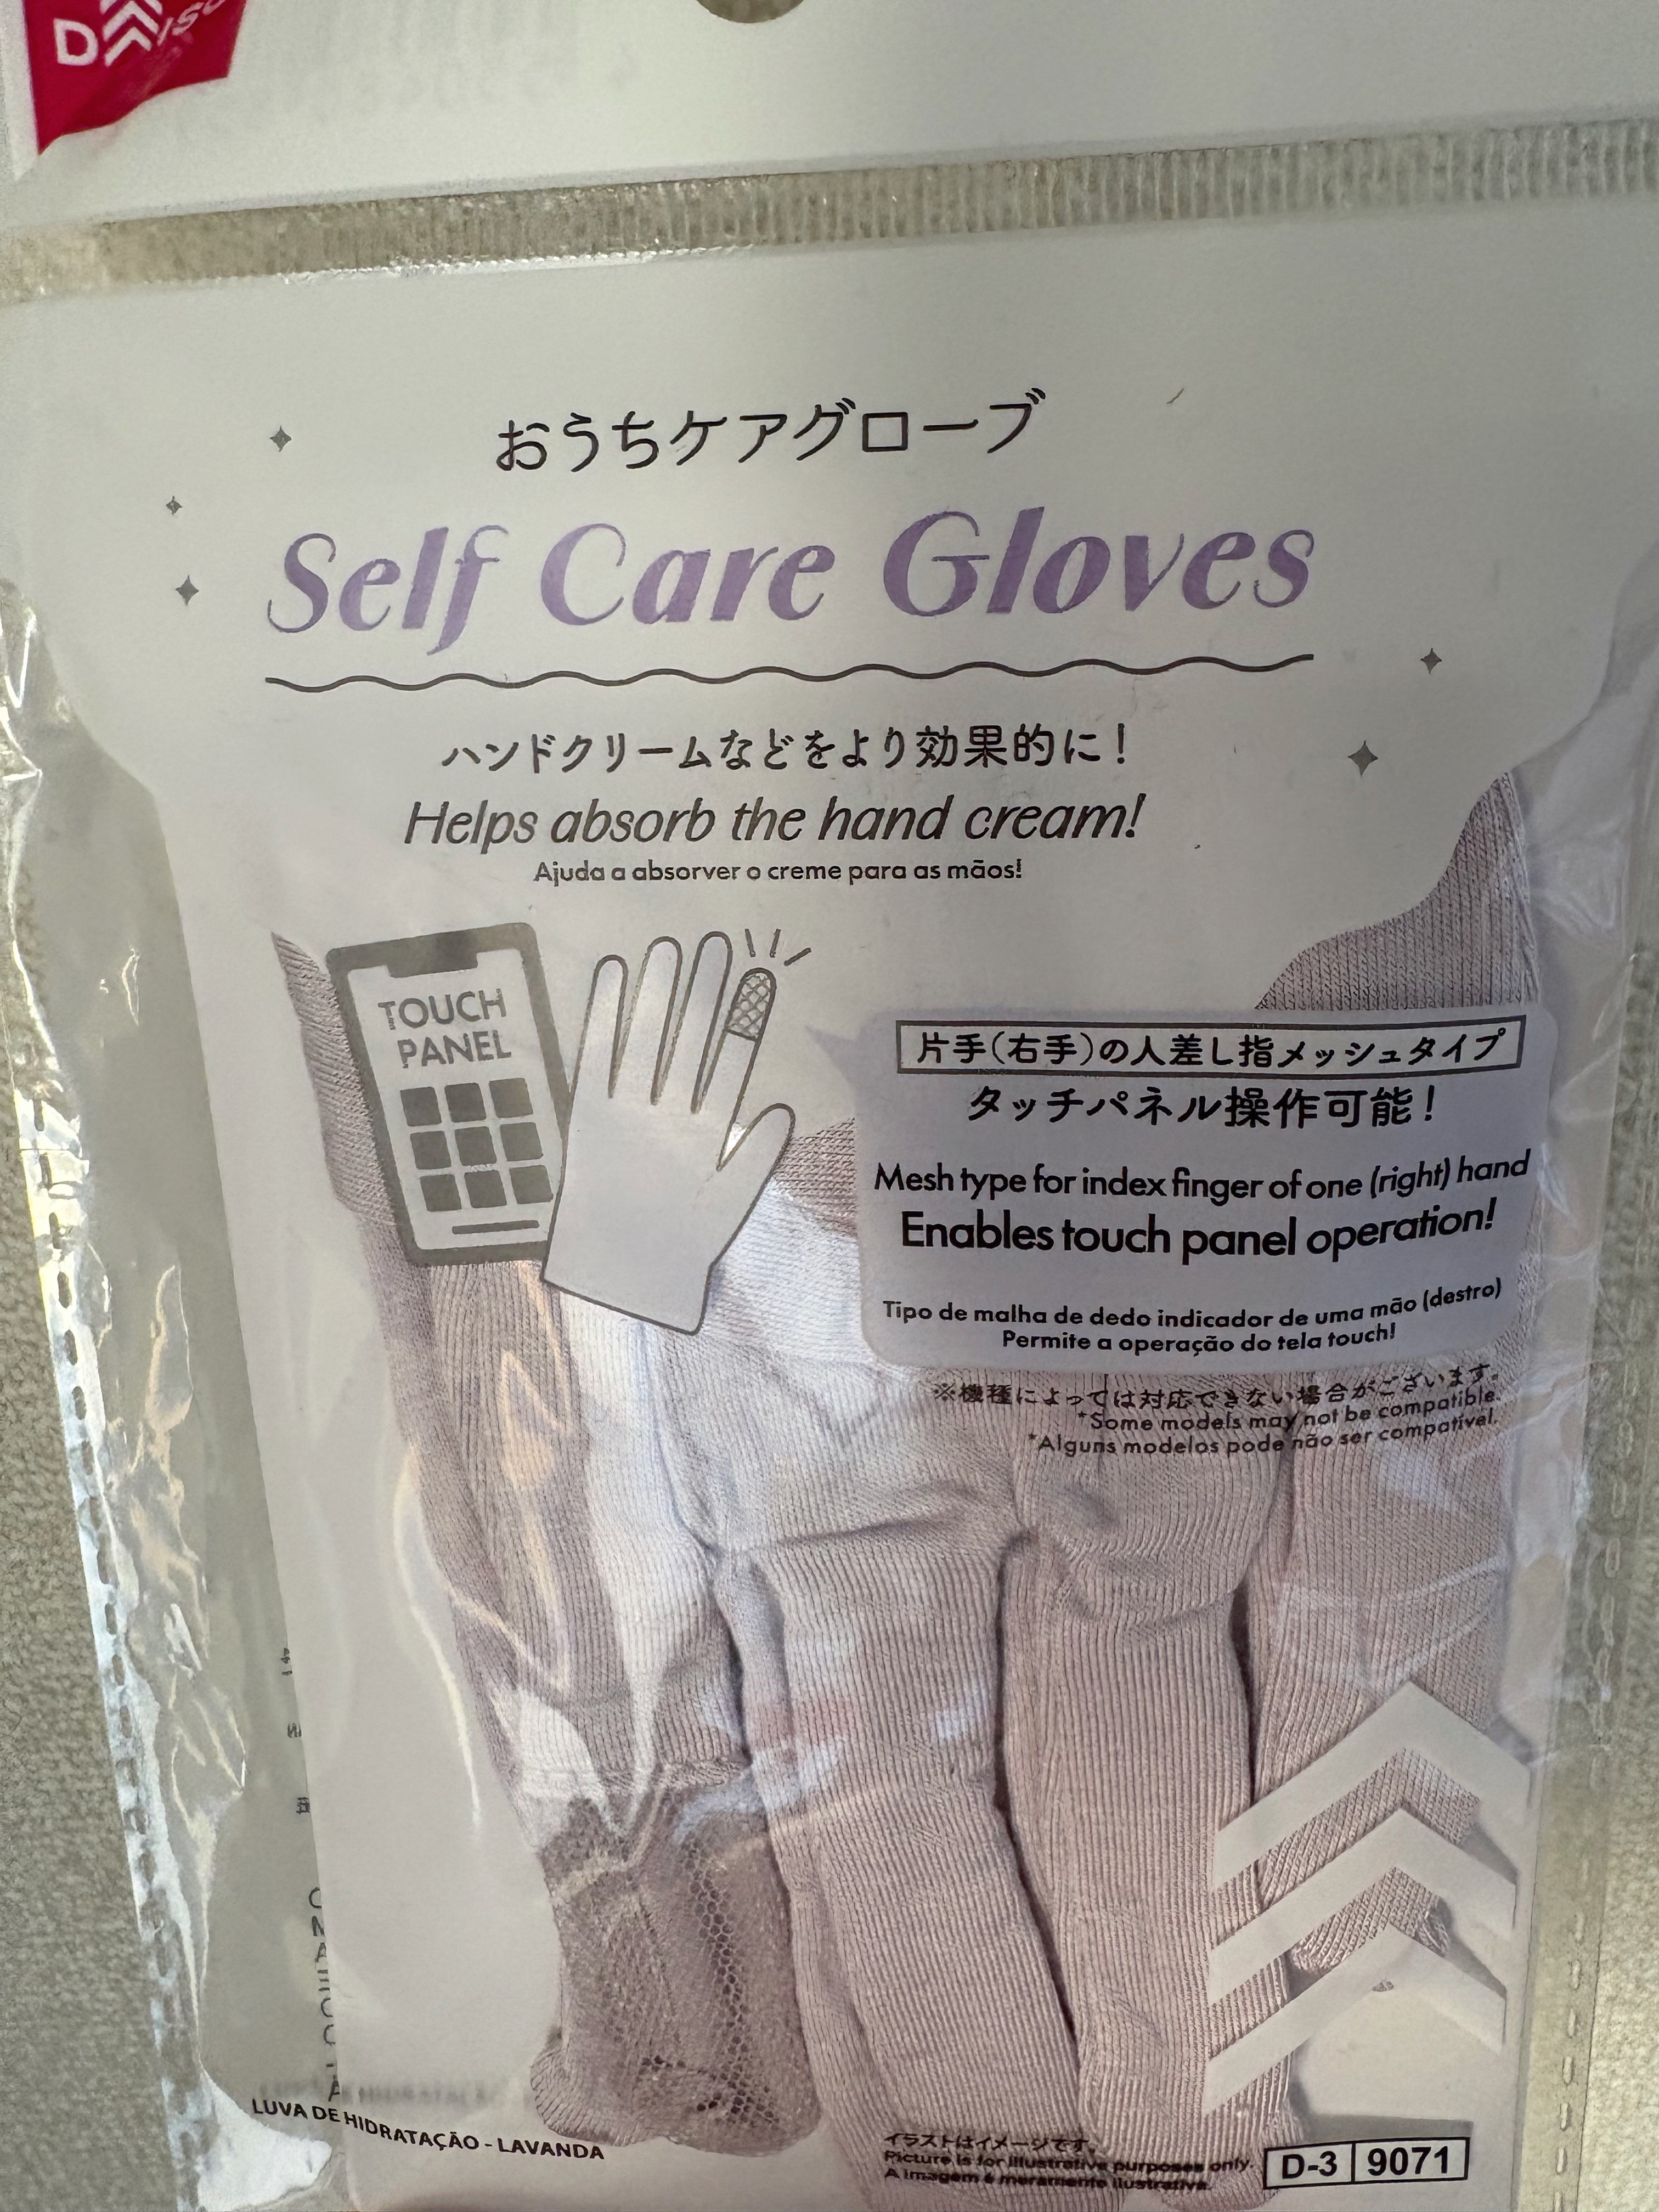 DAISO
おうちケアグローブ
Self Care Gloves
ハンドクリームなどをより効果的に！
Helps absorb the hand cream!
Ajuda a absorver o creme para as mãos!
TOUCH
PANEL
片手(右手)の人差し指メッシュタイプ
タッチパネル操作可能！
Mesh type for index finger of one (right) hand
Enables touch panel operation!
Tipo de malha de dedo indicador de uma mão (destro)
Permite a operação do tela touch!
※機種によっては対応できない場合がございます。
*Some models may not be compatible.
*Alguns modelos pode não ser compatível.
LUVA DE HIDRATAÇÃO - LAVANDA
イラストはイメージです。
Picture is for illustrative purposes only.
A imagem é meramente ilustrativa.
D-3 9071